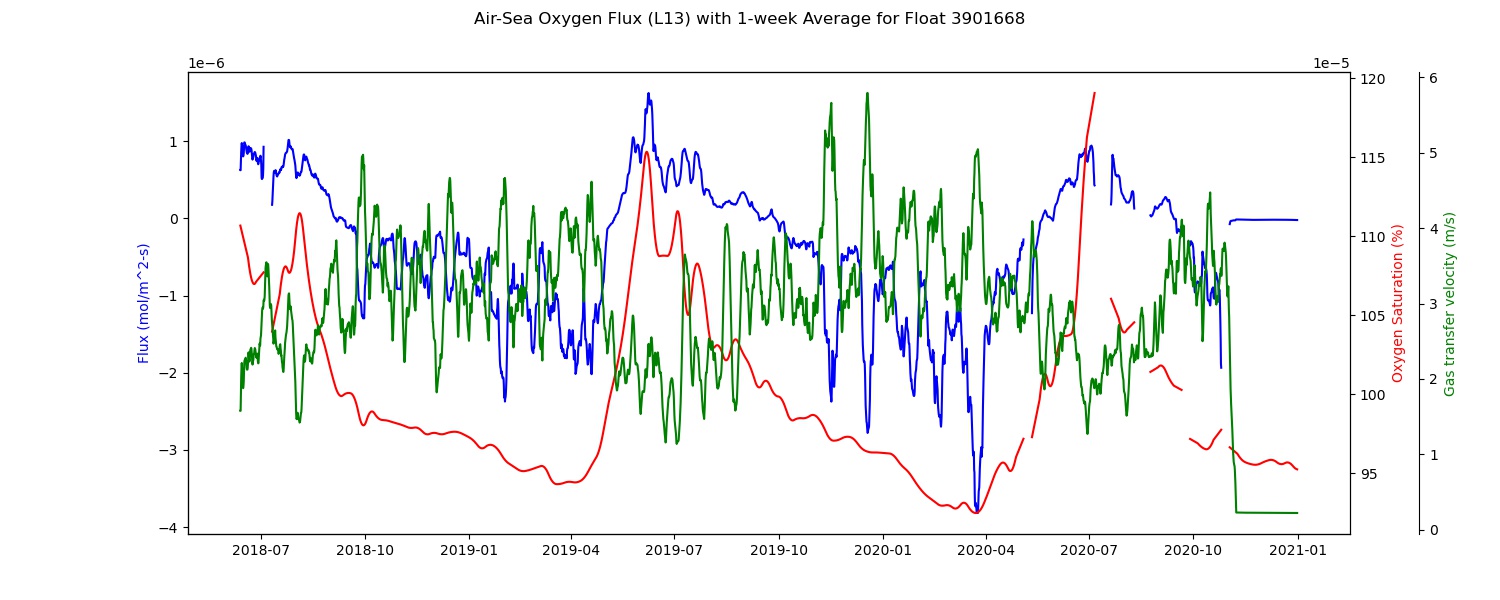 Air-Sea Oxygen Flux (L13) with 1-week Average for Float 3901668
1e−6
1e−5
1
0
−1
−2
−3
−4
Flux (mol/m^2-s)
120
115
110
105
100
95
Oxygen Saturation (%)
6
5
4
3
2
1
0
Gas transfer velocity (m/s)
2018-07 2018-10 2019-01 2019-04 2019-07 2019-10 2020-01 2020-04 2020-07 2020-10 2021-01